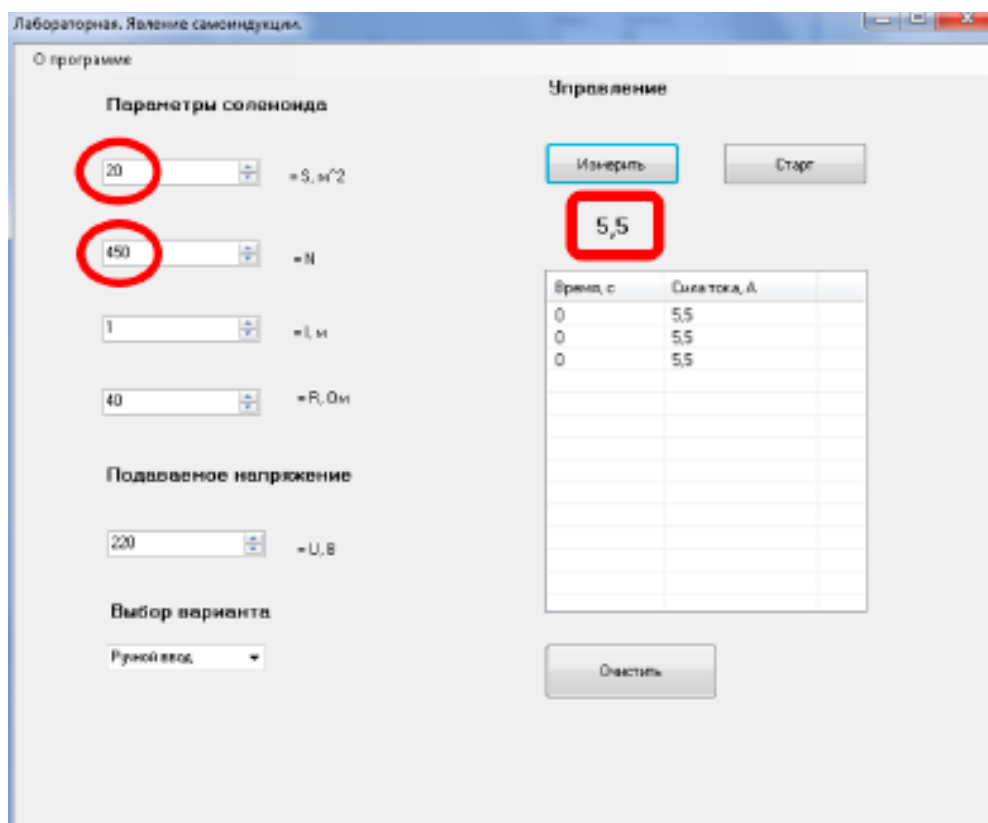 Лабораторная. Явление самоиндукции.
О программе
Параметры соленоида
20
= S, м^2
450
= N
1
= l, м
40
= R, Ом
Подаваемое напряжение
220
= U, В
Выбор варианта
Ручной ввод
Управление
Измерить
Старт
5,5
Время, с Сила тока, А
0 5,5
0 5,5
0 5,5
Очистить